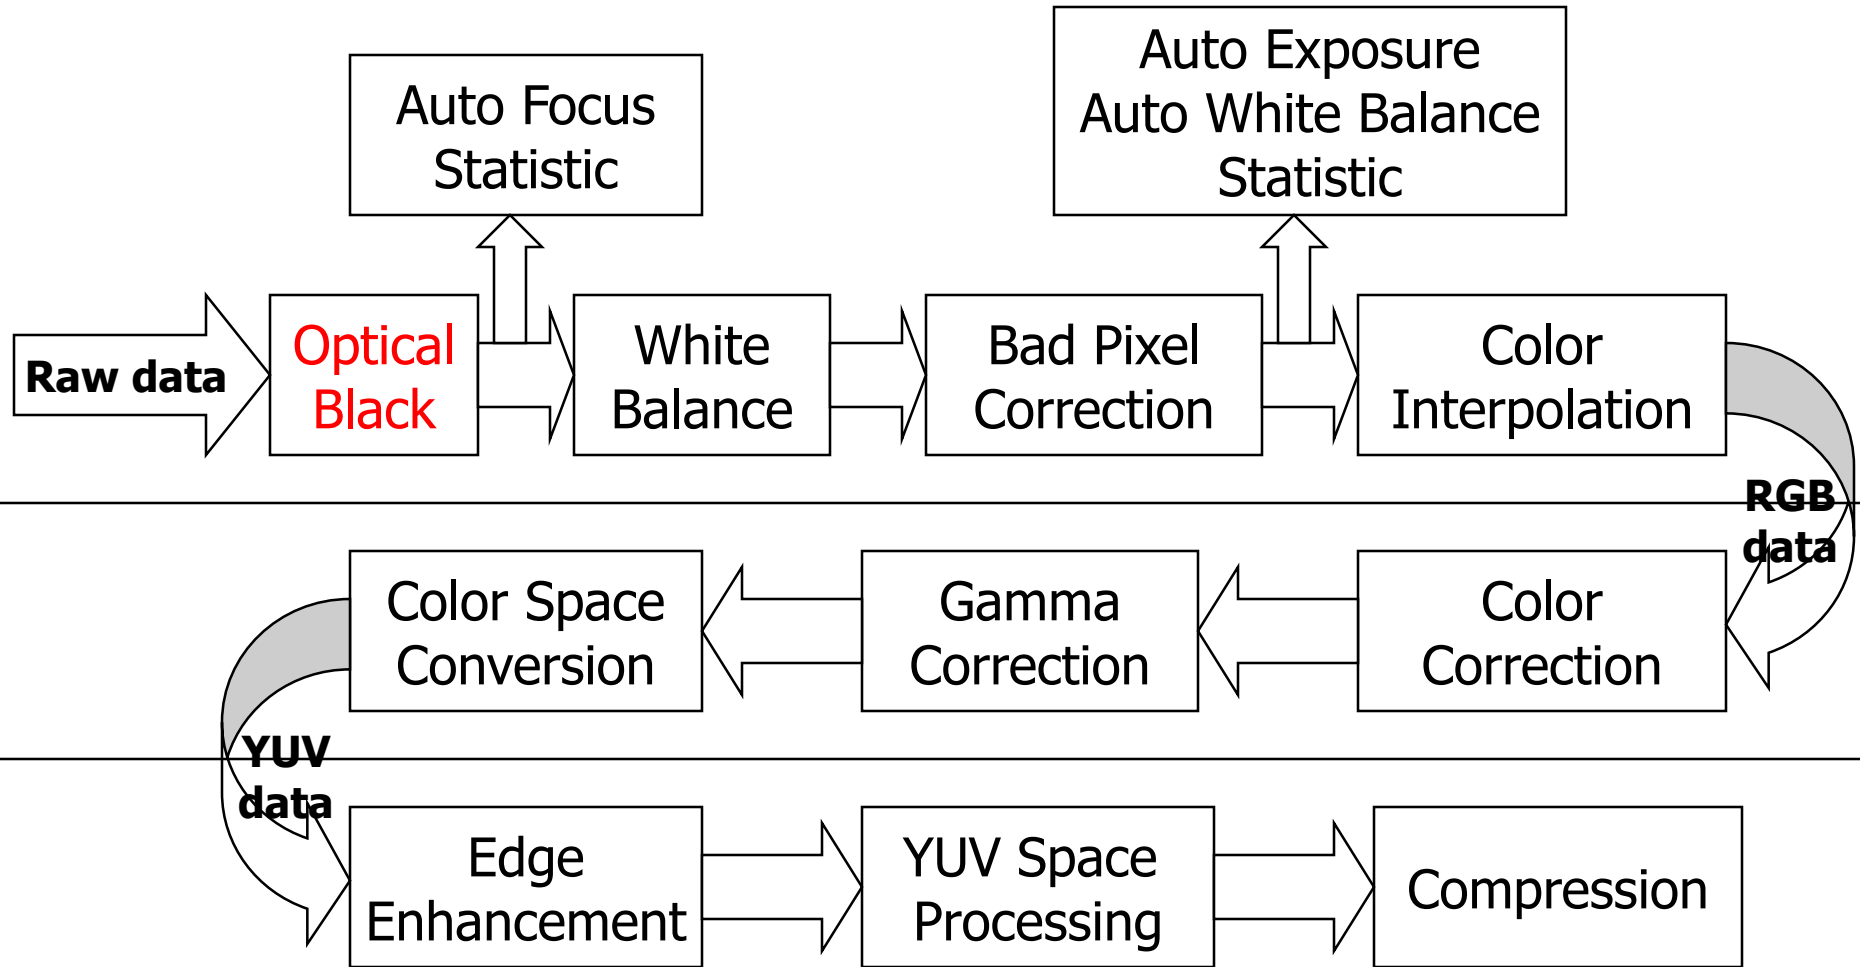 Auto Focus
Statistic
Auto Exposure
Auto White Balance
Statistic
Raw data
Optical
Black
White
Balance
Bad Pixel
Correction
Color
Interpolation
RGB
data
Color
Correction
Gamma
Correction
Color Space
Conversion
YUV
data
Edge
Enhancement
YUV Space
Processing
Compression